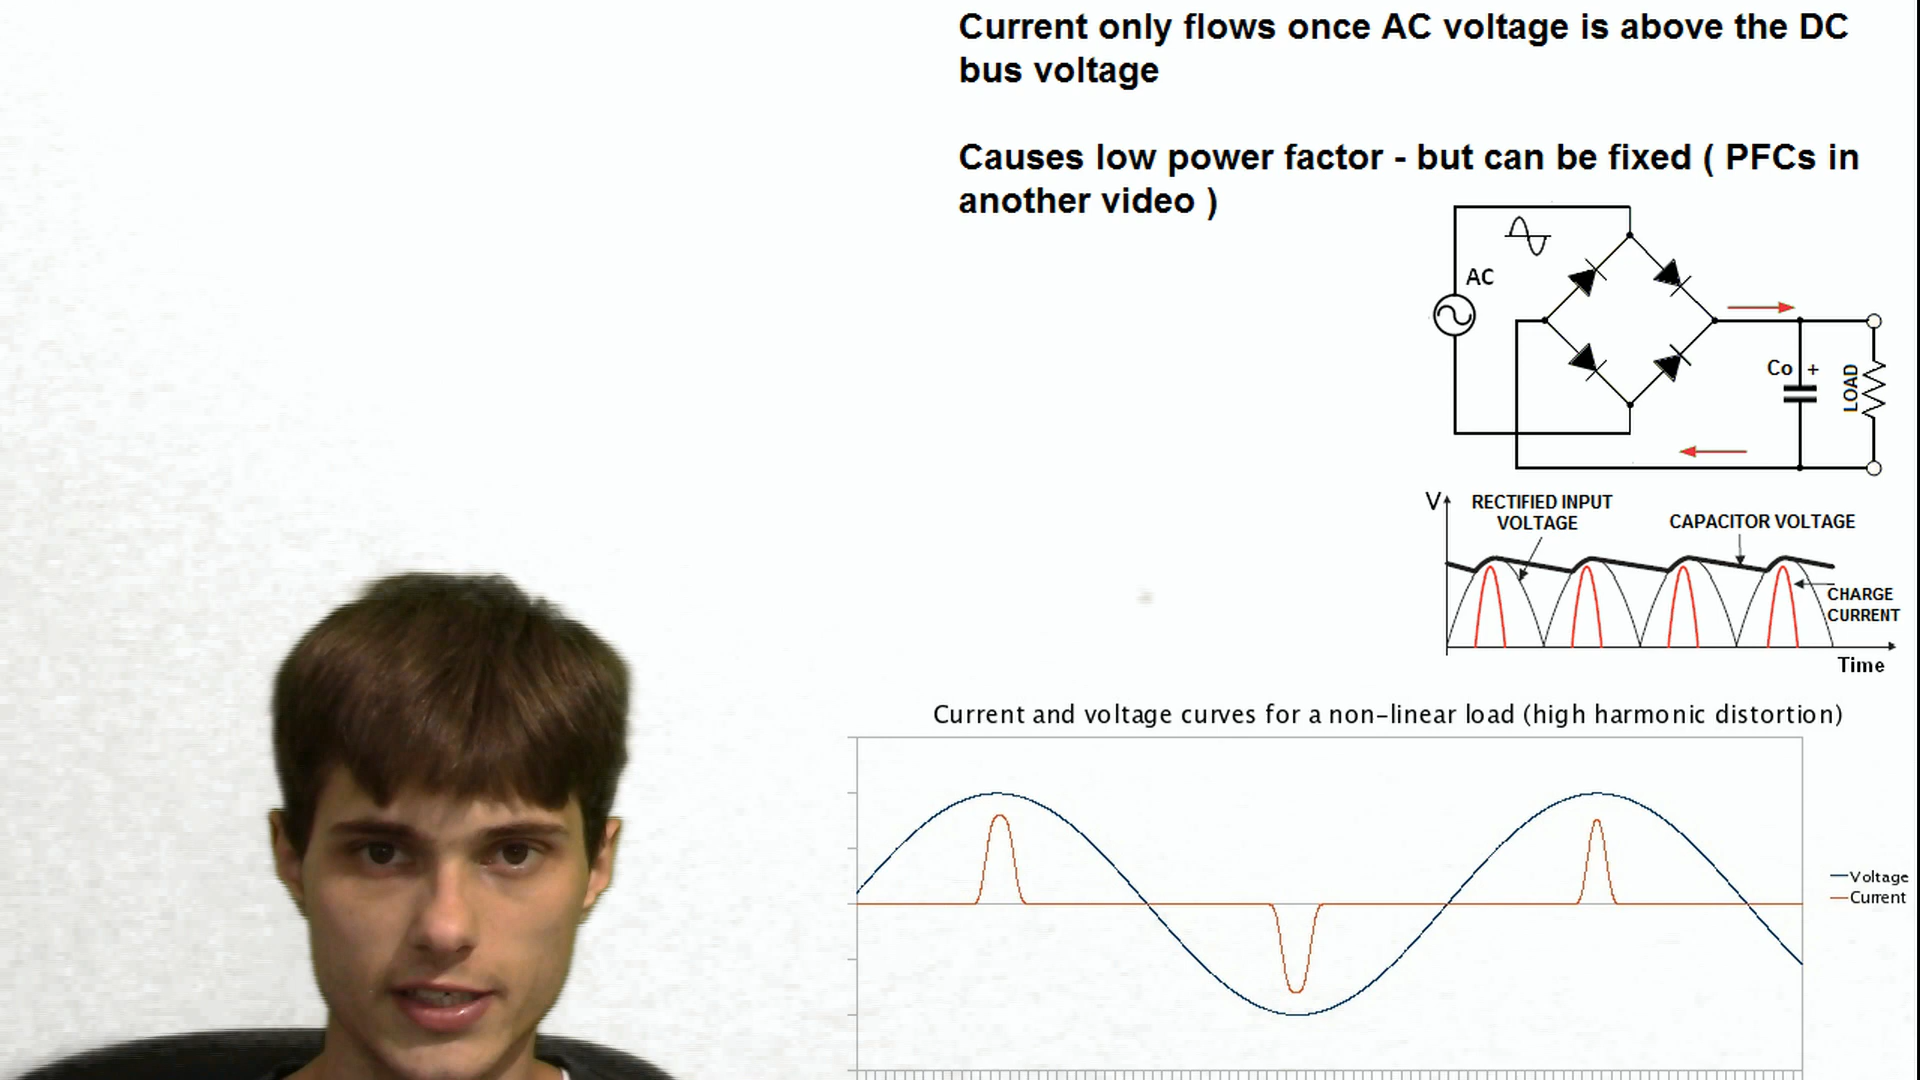 Current only flows once AC voltage is above the DC
bus voltage
Causes low power factor - but can be fixed ( PFCs in
another video )
AC
Co +
LOAD
V
RECTIFIED INPUT
VOLTAGE
CAPACITOR VOLTAGE
CHARGE
CURRENT
Time
Current and voltage curves for a non-linear load (high harmonic distortion)
Voltage
Current